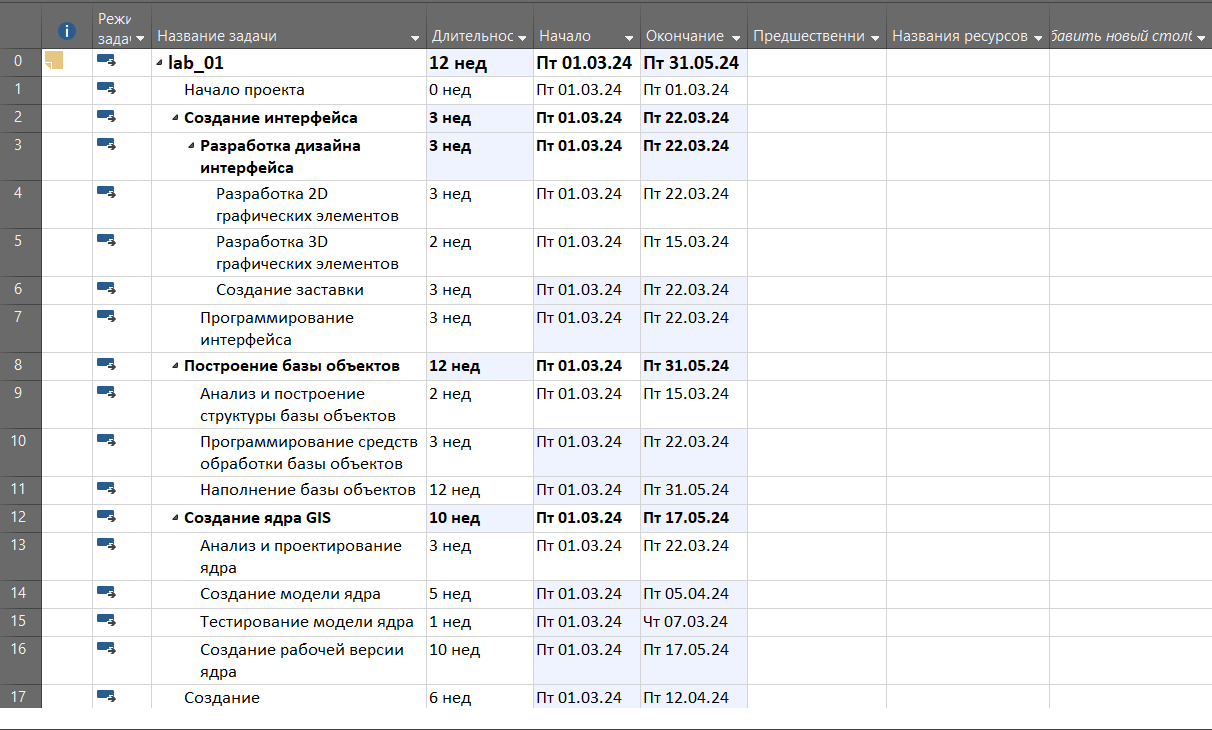 Режи
задач Название задачи Длительнос Начало Окончание Предшественни Названия ресурсов бавить новый столб
0 lab_01 12 нед Пт 01.03.24 Пт 31.05.24
1 Начало проекта 0 нед Пт 01.03.24 Пт 01.03.24
2 Создание интерфейса 3 нед Пт 01.03.24 Пт 22.03.24
3 Разработка дизайна 3 нед Пт 01.03.24 Пт 22.03.24
интерфейса
4 Разработка 2D 3 нед Пт 01.03.24 Пт 22.03.24
графических элементов
5 Разработка 3D 2 нед Пт 01.03.24 Пт 15.03.24
графических элементов
6 Создание заставки 3 нед Пт 01.03.24 Пт 22.03.24
7 Программирование 3 нед Пт 01.03.24 Пт 22.03.24
интерфейса
8 Построение базы объектов 12 нед Пт 01.03.24 Пт 31.05.24
9 Анализ и построение 2 нед Пт 01.03.24 Пт 15.03.24
структуры базы объектов
10 Программирование средств 3 нед Пт 01.03.24 Пт 22.03.24
обработки базы объектов
11 Наполнение базы объектов 12 нед Пт 01.03.24 Пт 31.05.24
12 Создание ядра GIS 10 нед Пт 01.03.24 Пт 17.05.24
13 Анализ и проектирование 3 нед Пт 01.03.24 Пт 22.03.24
ядра
14 Создание модели ядра 5 нед Пт 01.03.24 Пт 05.04.24
15 Тестирование модели ядра 1 нед Пт 01.03.24 Чт 07.03.24
16 Создание рабочей версии 10 нед Пт 01.03.24 Пт 17.05.24
ядра
17 Создание 6 нед Пт 01.03.24 Пт 12.04.24